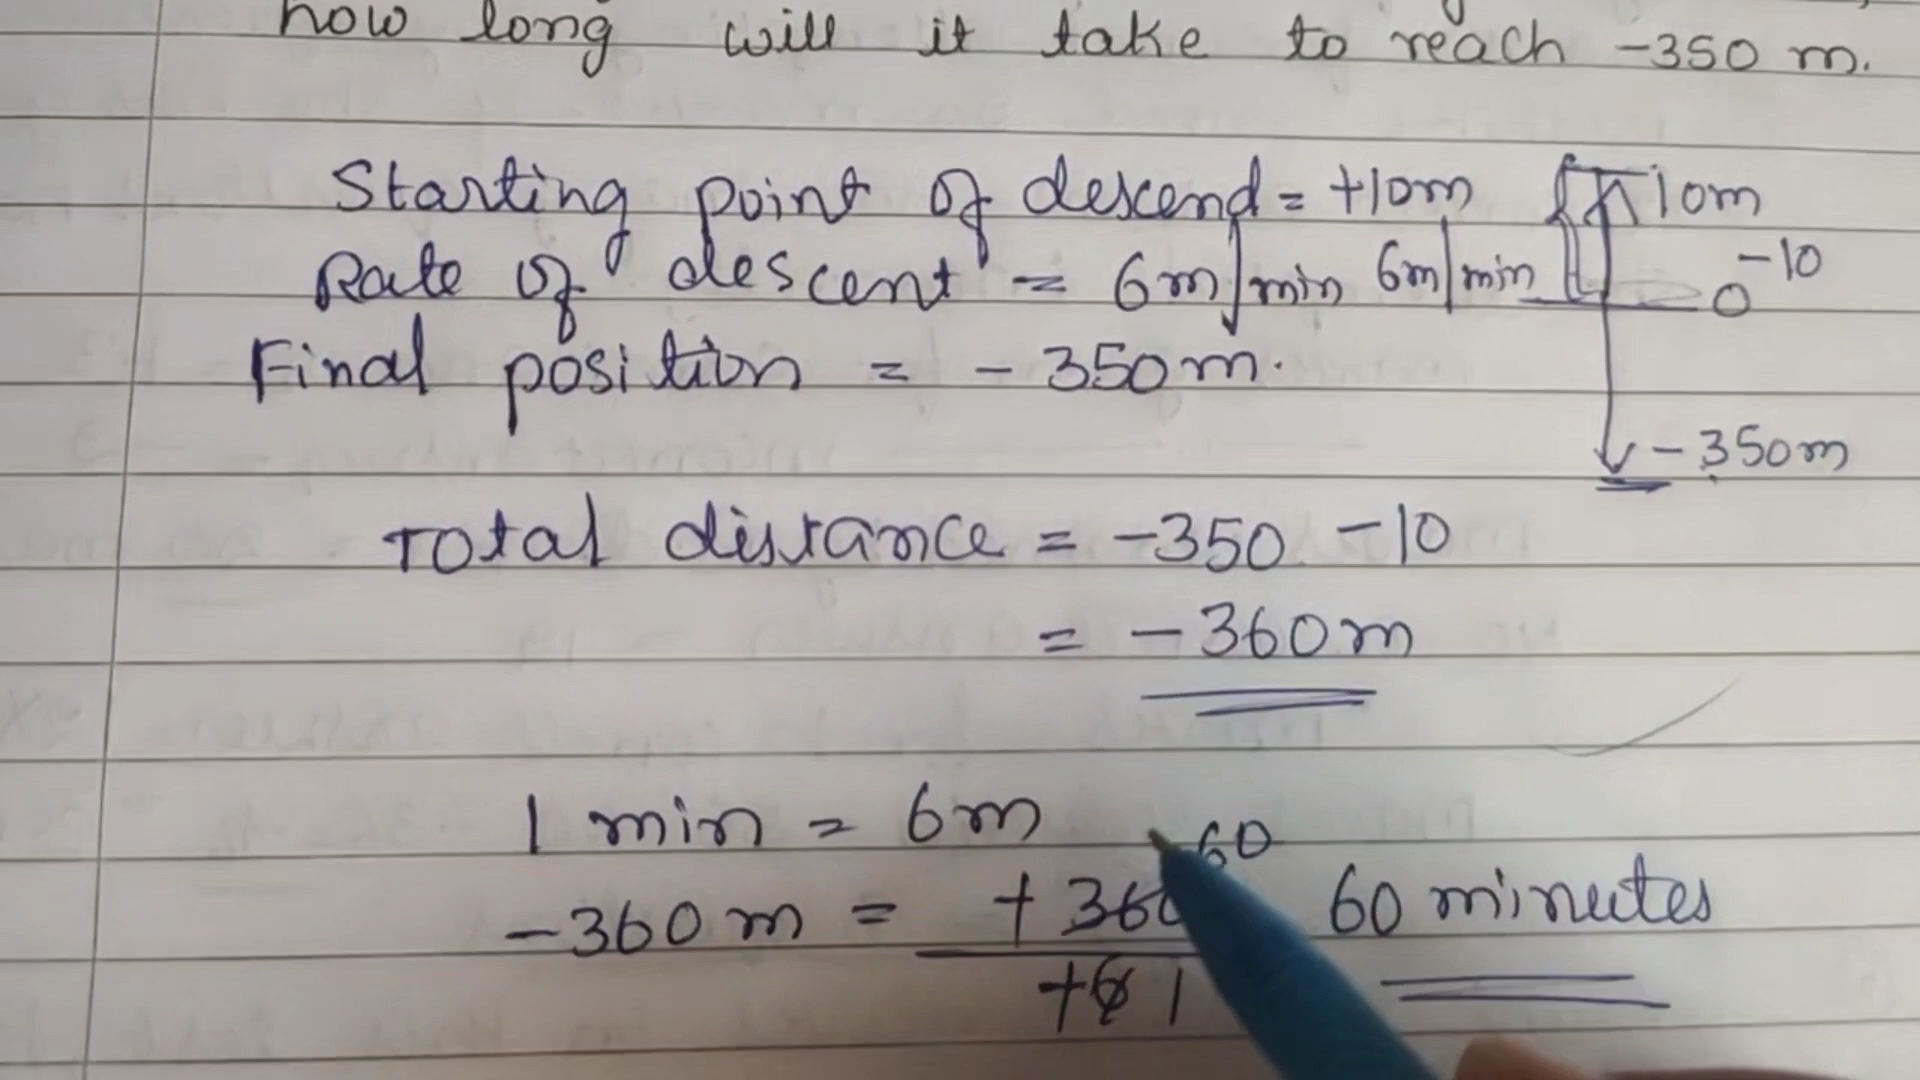 how long will it take to reach -350 m.
Starting point of descend = +10m 10m
Rate of descent = 6m/min 6m/min 0 -10
Final position = - 350m.
-350m
Total distance = -350 -10
= -360m
1 min = 6m
60
-360m = +360 60 minutes
+6 1